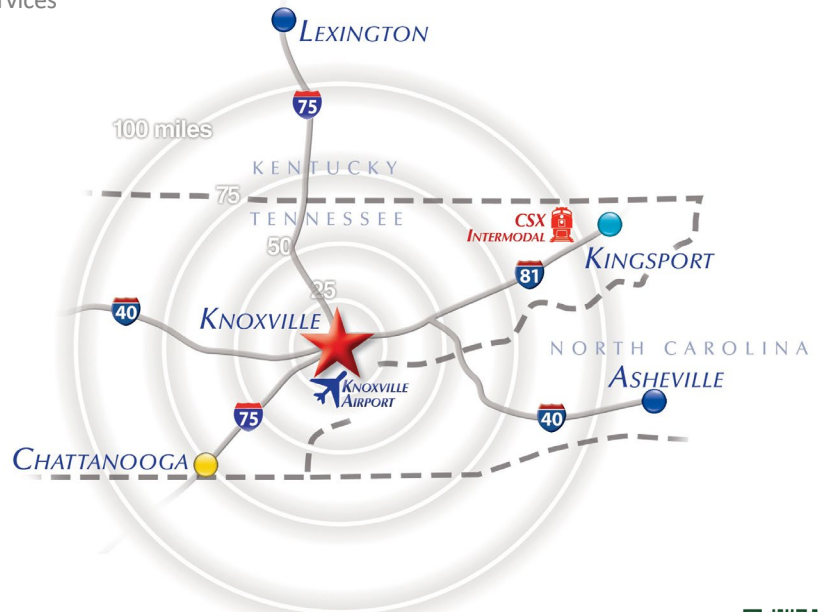 LEXINGTON
75
100 miles
KENTUCKY
75
TENNESSEE
CSX
INTERMODAL
50
KINGSPORT
81
25
40
KNOXVILLE
NORTH CAROLINA
ASHEVILLE
KNOXVILLE
AIRPORT
75
40
CHATTANOOGA